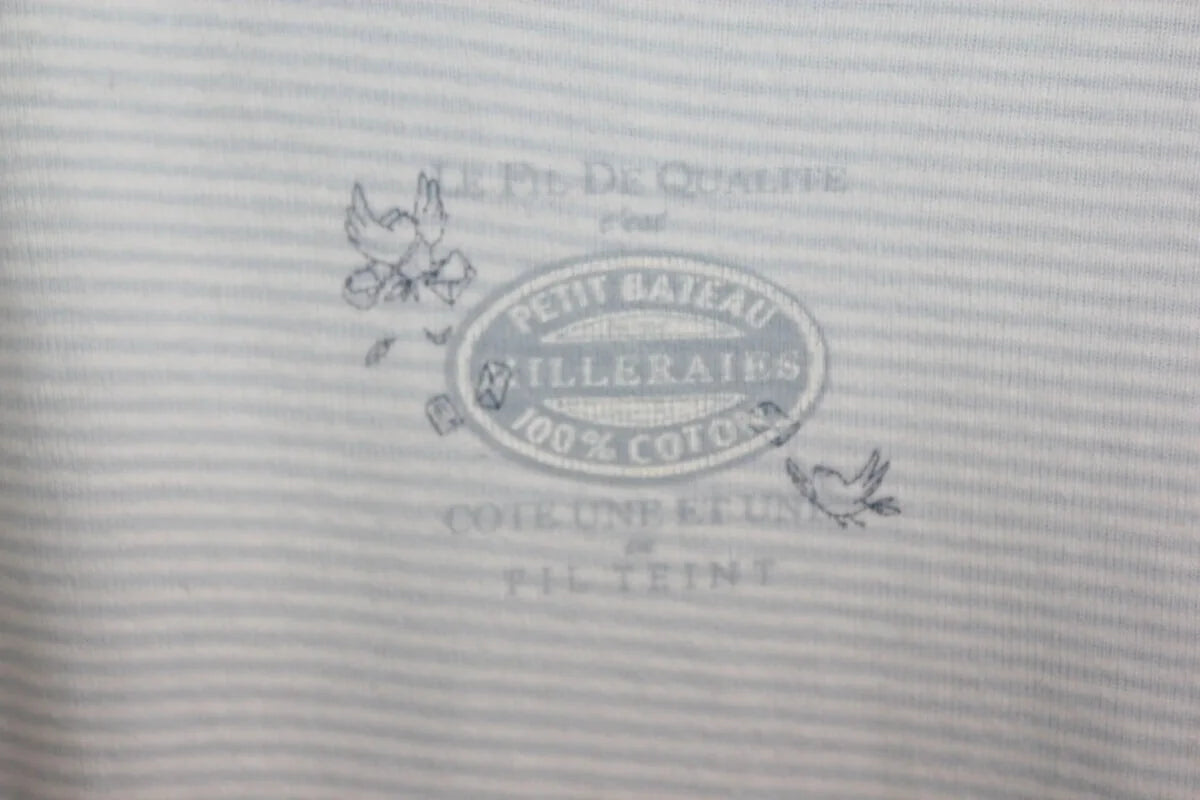 LE FIL DE QUALITE
c'est
PETIT BATEAU
MILLERAIES
100% COTON
COTE UNE ET UNE
FIL TEINT